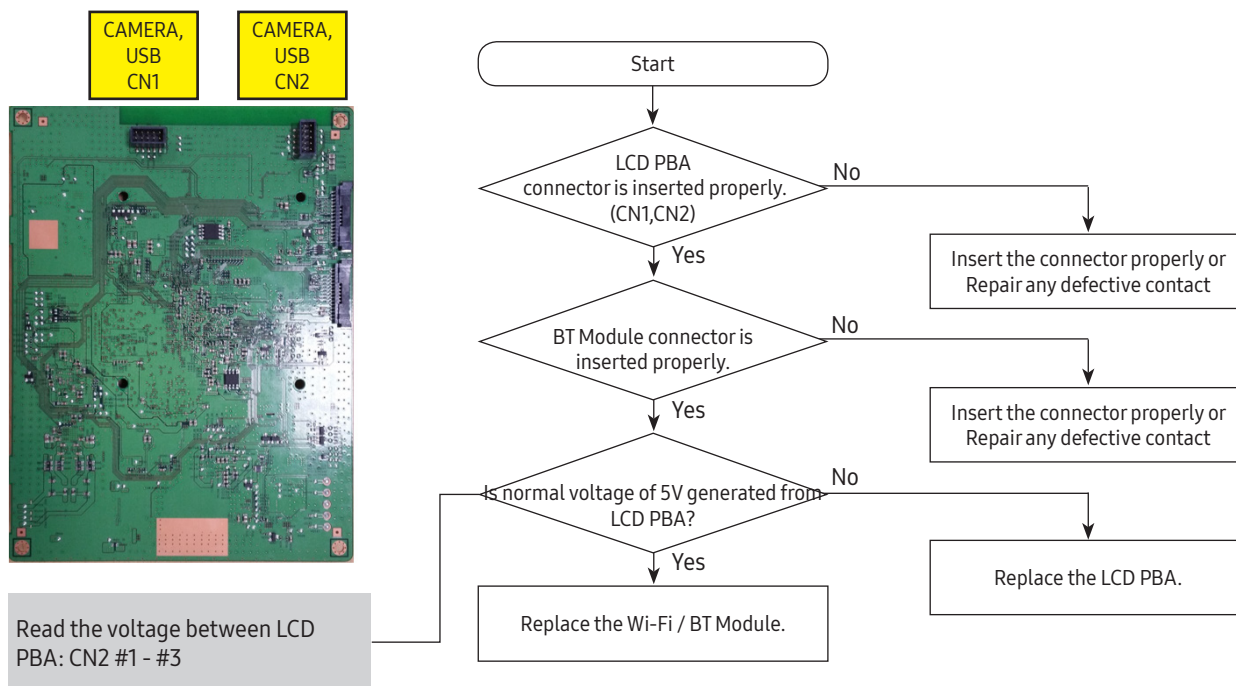 CAMERA,
USB
CN1
CAMERA,
USB
CN2
Start
LCD PBA
connector is inserted properly.
(CN1,CN2)
No
Yes
Insert the connector properly or
Repair any defective contact
BT Module connector is
inserted properly.
No
Yes
Insert the connector properly or
Repair any defective contact
Is normal voltage of 5V generated from
LCD PBA?
No
Yes
Replace the LCD PBA.
Replace the Wi-Fi / BT Module.
Read the voltage between LCD
PBA: CN2 #1 - #3